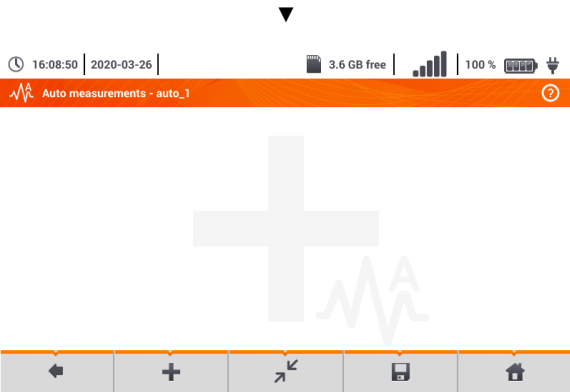 16:08:50 2020-03-26 3.6 GB free 100 %
Auto measurements - auto_1 ?
A